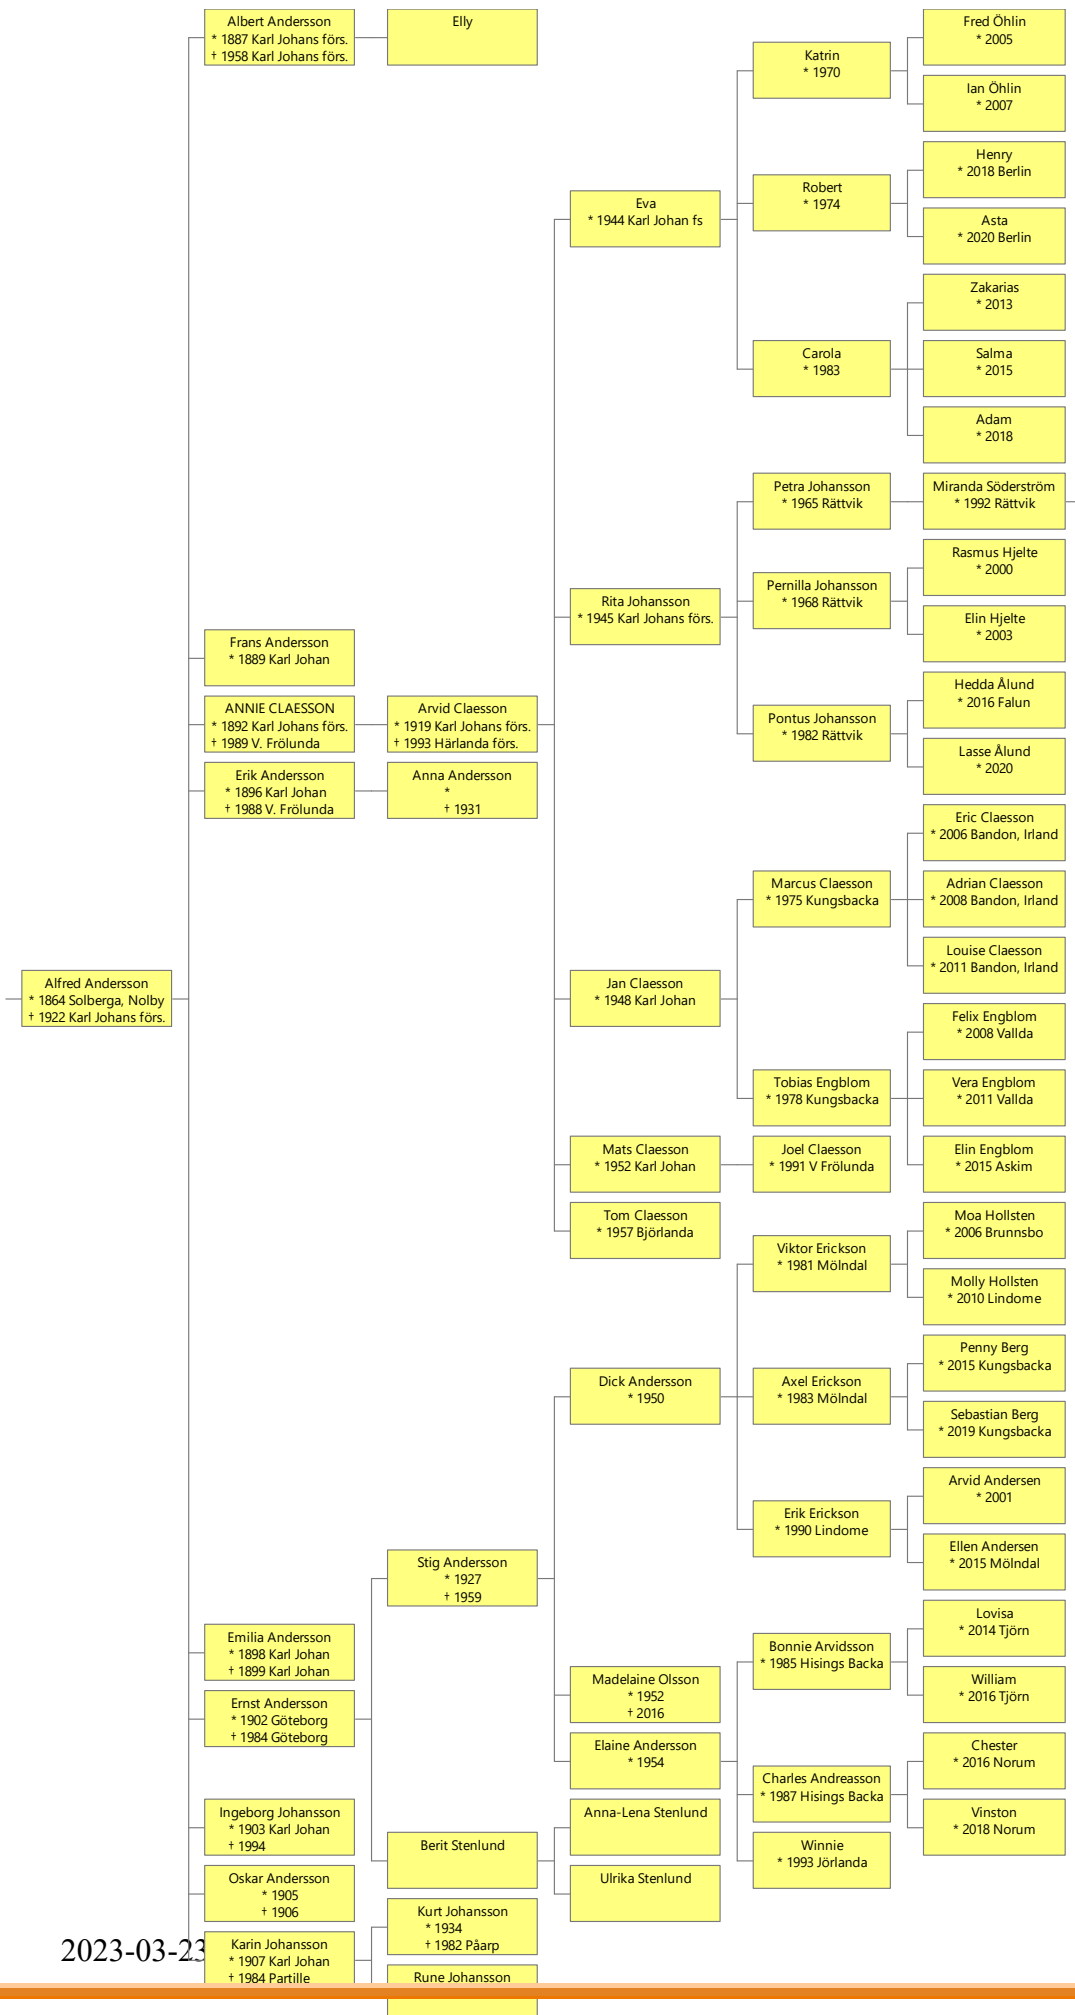 Albert Andersson
* 1887 Karl Johans förs.
† 1958 Karl Johans förs.
Elly
Fred Öhlin
* 2005
Katrin
* 1970
Ian Öhlin
* 2007
Henry
* 2018 Berlin
Robert
* 1974
Eva
* 1944 Karl Johan fs
Asta
* 2020 Berlin
Zakarias
* 2013
Carola
* 1983
Salma
* 2015
Adam
* 2018
Petra Johansson
* 1965 Rättvik
Miranda Söderström
* 1992 Rättvik
Rasmus Hjelte
* 2000
Pernilla Johansson
* 1968 Rättvik
Rita Johansson
* 1945 Karl Johans förs.
Elin Hjelte
* 2003
Frans Andersson
* 1889 Karl Johan
Hedda Ålund
* 2016 Falun
ANNIE CLAESSON
* 1892 Karl Johans förs.
† 1989 V. Frölunda
Arvid Claesson
* 1919 Karl Johans förs.
† 1993 Härlanda förs.
Pontus Johansson
* 1982 Rättvik
Lasse Ålund
* 2020
Erik Andersson
* 1896 Karl Johan
† 1988 V. Frölunda
Anna Andersson
*
† 1931
Eric Claesson
* 2006 Bandon, Irland
Marcus Claesson
* 1975 Kungsbacka
Adrian Claesson
* 2008 Bandon, Irland
Louise Claesson
* 2011 Bandon, Irland
Alfred Andersson
* 1864 Solberga, Nolby
† 1922 Karl Johans förs.
Jan Claesson
* 1948 Karl Johan
Felix Engblom
* 2008 Vallda
Tobias Engblom
* 1978 Kungsbacka
Vera Engblom
* 2011 Vallda
Mats Claesson
* 1952 Karl Johan
Joel Claesson
* 1991 V Frölunda
Elin Engblom
* 2015 Askim
Tom Claesson
* 1957 Björlanda
Moa Hollsten
* 2006 Brunnsbo
Viktor Erickson
* 1981 Mölndal
Molly Hollsten
* 2010 Lindome
Penny Berg
* 2015 Kungsbacka
Dick Andersson
* 1950
Axel Erickson
* 1983 Mölndal
Sebastian Berg
* 2019 Kungsbacka
Arvid Andersen
* 2001
Erik Erickson
* 1990 Lindome
Ellen Andersen
* 2015 Mölndal
Stig Andersson
* 1927
† 1959
Lovisa
* 2014 Tjörn
Emilia Andersson
* 1898 Karl Johan
† 1899 Karl Johan
Bonnie Arvidsson
* 1985 Hisings Backa
Madelaine Olsson
* 1952
† 2016
William
* 2016 Tjörn
Ernst Andersson
* 1902 Göteborg
† 1984 Göteborg
Elaine Andersson
* 1954
Chester
* 2016 Norum
Charles Andreasson
* 1987 Hisings Backa
Ingeborg Johansson
* 1903 Karl Johan
† 1994
Anna-Lena Stenlund
Vinston
* 2018 Norum
Berit Stenlund
Winnie
* 1993 Jörlanda
Oskar Andersson
* 1905
† 1906
Ulrika Stenlund
Kurt Johansson
* 1934
† 1982 Påarp
2023-03-23
Karin Johansson
* 1907 Karl Johan
† 1984 Partille
Rune Johansson